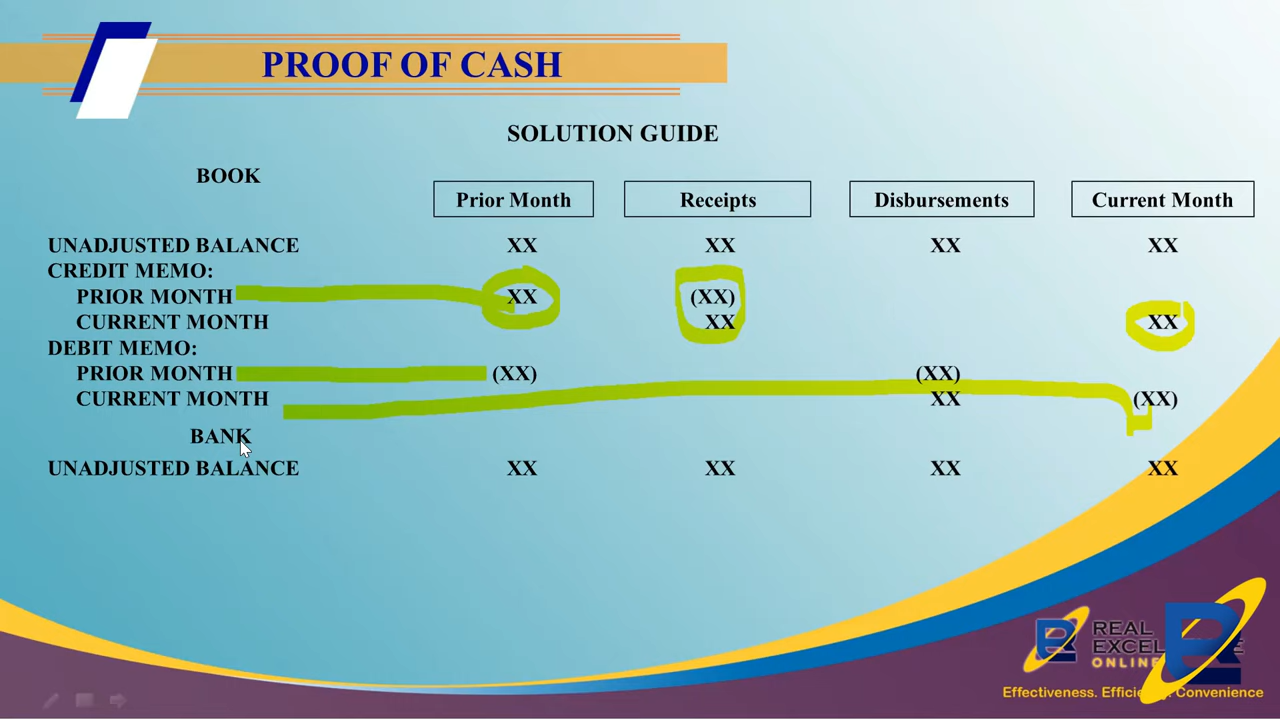 PROOF OF CASH
SOLUTION GUIDE
BOOK
Prior Month Receipts Disbursements Current Month
UNADJUSTED BALANCE XX XX XX XX
CREDIT MEMO:
PRIOR MONTH XX (XX)
CURRENT MONTH XX XX
DEBIT MEMO:
PRIOR MONTH (XX) (XX)
CURRENT MONTH XX (XX)
BANK
UNADJUSTED BALANCE XX XX XX XX
REAL
ONLINE
Effectiveness. Convenience